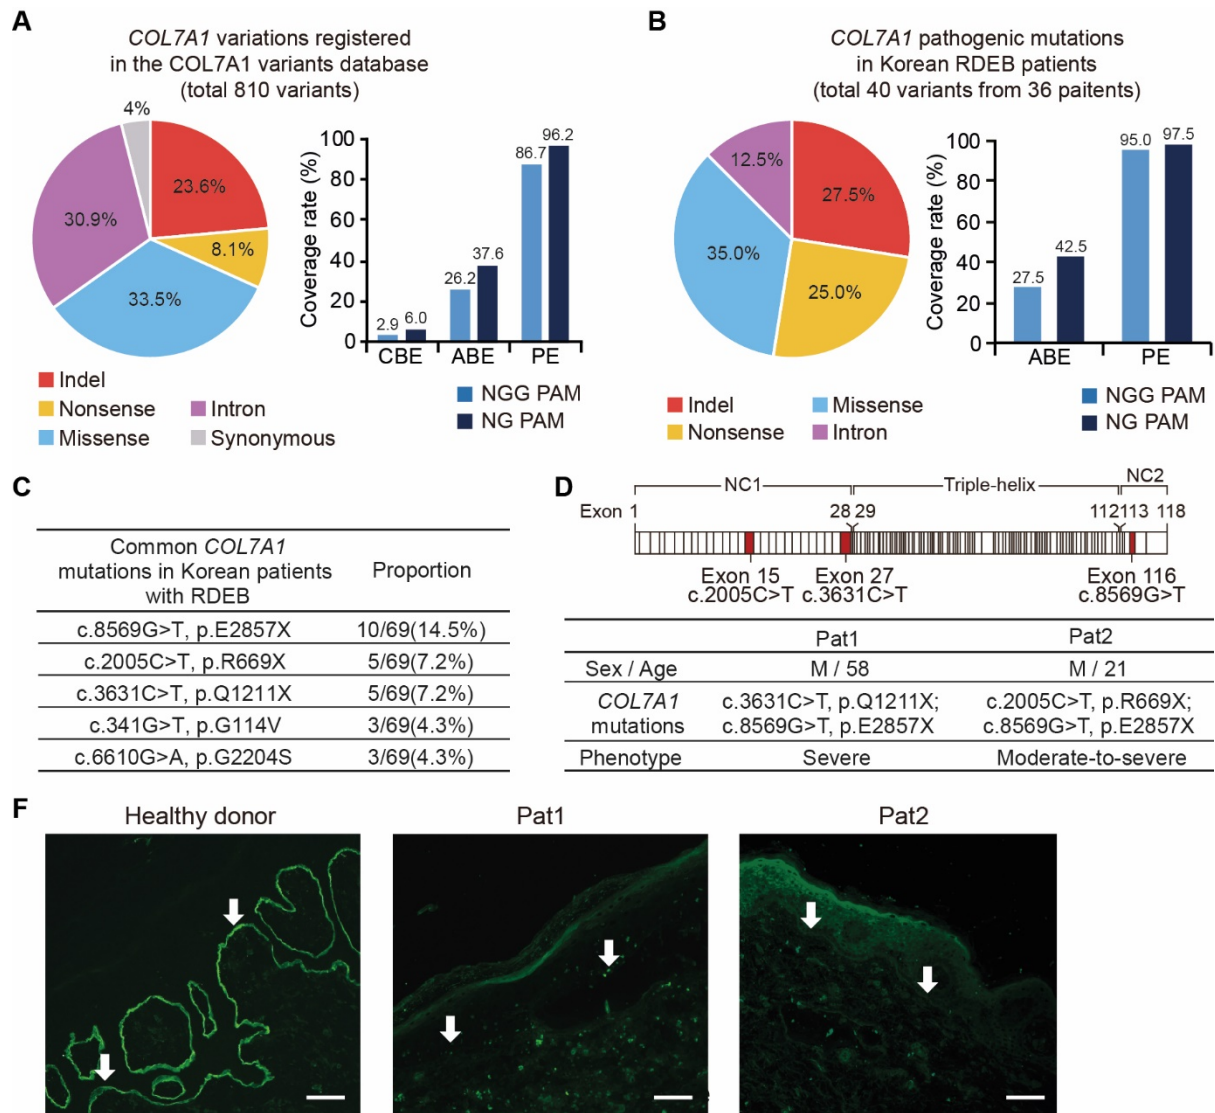 A
COL7A1 variations registered
in the COL7A1 variants database
(total 810 variants)
4%
23.6%
8.1%
33.5%
30.9%
Indel
Nonsense
Missense
Intron
Synonymous
Coverage rate (%)
100
80
60
40
20
0
2.9
6.0
26.2
37.6
86.7
96.2
CBE
ABE
PE
NGG PAM
NG PAM
B
COL7A1 pathogenic mutations
in Korean RDEB patients
(total 40 variants from 36 paitents)
12.5%
27.5%
35.0%
25.0%
Indel
Nonsense
Missense
Intron
Coverage rate (%)
100
80
60
40
20
0
27.5
42.5
95.0
97.5
ABE
PE
NGG PAM
NG PAM
C
Common COL7A1
mutations in Korean patients
with RDEB
Proportion
c.8569G>T, p.E2857X 10/69(14.5%)
c.2005C>T, p.R669X 5/69(7.2%)
c.3631C>T, p.Q1211X 5/69(7.2%)
c.341G>T, p.G114V 3/69(4.3%)
c.6610G>A, p.G2204S 3/69(4.3%)
D
NC1 Triple-helix NC2
Exon 1 28 29 112 113 118
Exon 15 Exon 27 Exon 116
c.2005C>T c.3631C>T c.8569G>T
Pat1 Pat2
Sex / Age M / 58 M / 21
COL7A1 c.3631C>T, p.Q1211X; c.2005C>T, p.R669X;
mutations c.8569G>T, p.E2857X c.8569G>T, p.E2857X
Phenotype Severe Moderate-to-severe
F
Healthy donor
Pat1
Pat2